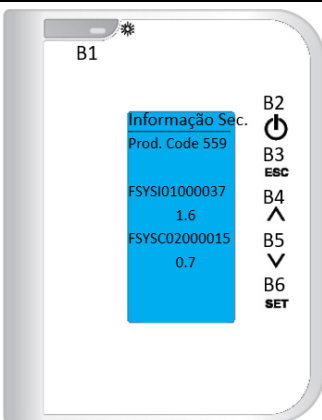 B1
Informação Sec.
Prod. Code 559
FSYSI01000037
1.6
FSYSC02000015
0.7
B2
B3
ESC
B4
B5
B6
SET